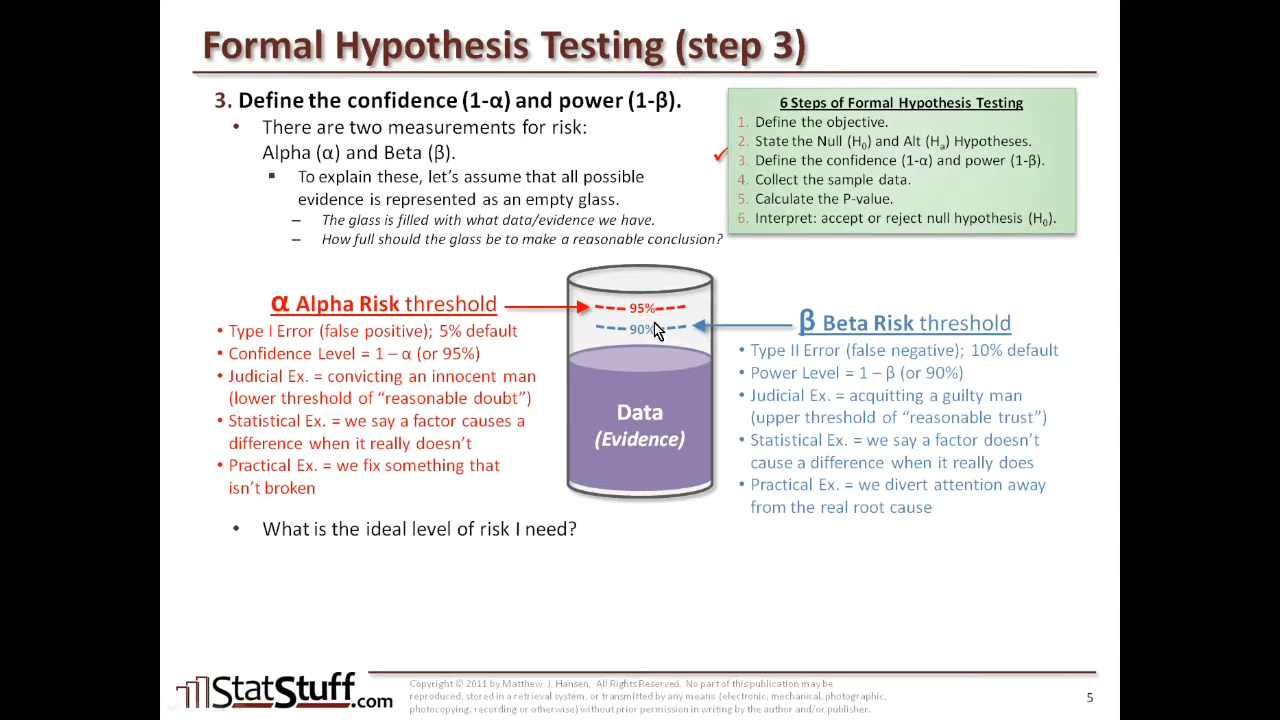 Formal Hypothesis Testing (step 3)
3. Define the confidence (1-α) and power (1-β).
• There are two measurements for risk:
Alpha (α) and Beta (β).
▪ To explain these, let's assume that all possible
evidence is represented as an empty glass.
– The glass is filled with what data/evidence we have.
– How full should the glass be to make a reasonable conclusion?
6 Steps of Formal Hypothesis Testing
1. Define the objective.
2. State the Null (H0) and Alt (Ha) Hypotheses.
3. Define the confidence (1-α) and power (1-β).
4. Collect the sample data.
5. Calculate the P-value.
6. Interpret: accept or reject null hypothesis (H0).
α Alpha Risk threshold
• Type I Error (false positive); 5% default
• Confidence Level = 1 – α (or 95%)
• Judicial Ex. = convicting an innocent man
(lower threshold of “reasonable doubt”)
• Statistical Ex. = we say a factor causes a
difference when it really doesn't
• Practical Ex. = we fix something that
isn't broken
95%
90%
Data
(Evidence)
β Beta Risk threshold
• Type II Error (false negative); 10% default
• Power Level = 1 – β (or 90%)
• Judicial Ex. = acquitting a guilty man
(upper threshold of “reasonable trust”)
• Statistical Ex. = we say a factor doesn't
cause a difference when it really does
• Practical Ex. = we divert attention away
from the real root cause
• What is the ideal level of risk I need?
StatStuff.com
Copyright © 2011 by Matthew J. Hansen. All Rights Reserved. No part of this publication may be
reproduced, stored in a retrieval system, or transmitted by any means (electronic, mechanical, photographic,
photocopying, recording or otherwise) without prior permission in writing by the author and/or publisher.
5